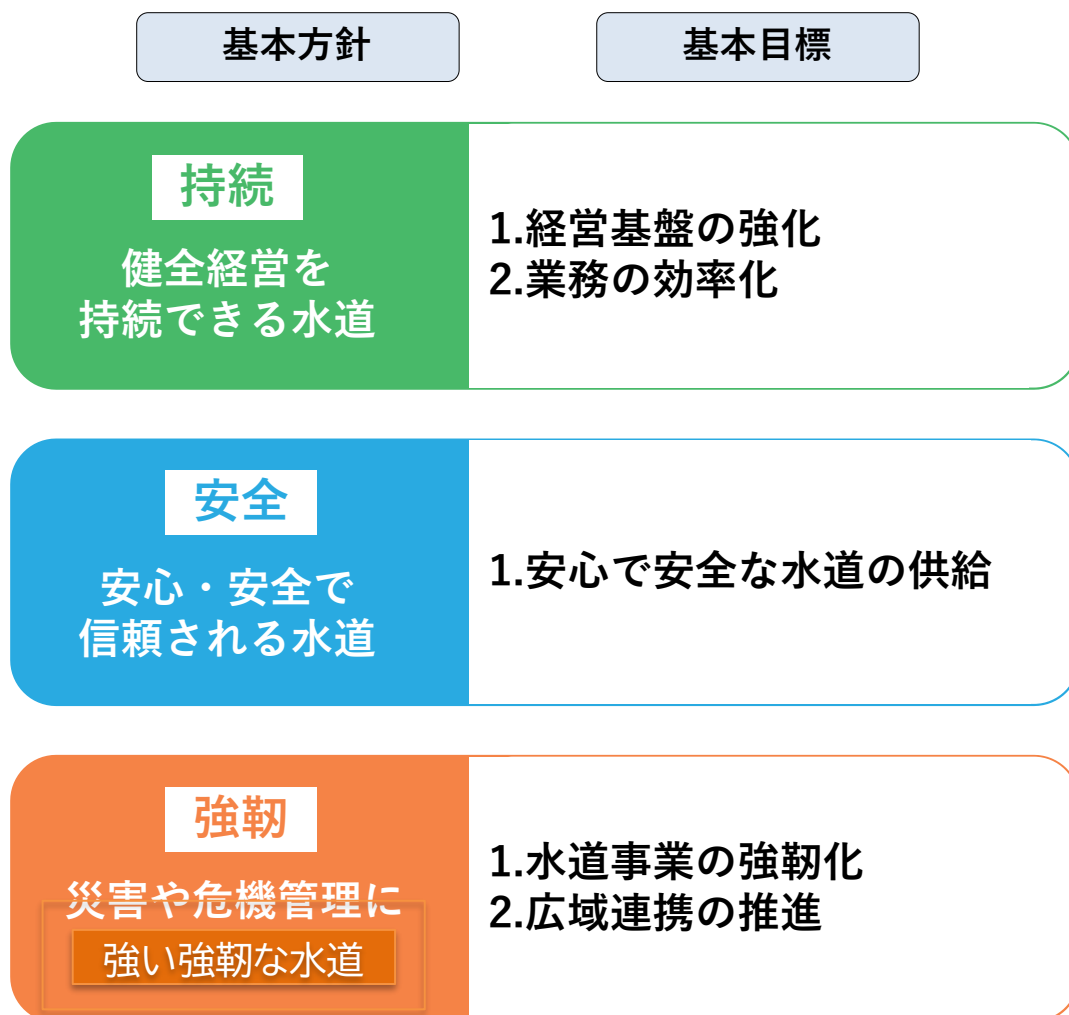 基本方針
基本目標
持続
健全経営を
持続できる水道
1.経営基盤の強化
2.業務の効率化
安全
安心・安全で
信頼される水道
1.安心で安全な水道の供給
強靭
災害や危機管理に
強い強靭な水道
1.水道事業の強靭化
2.広域連携の推進